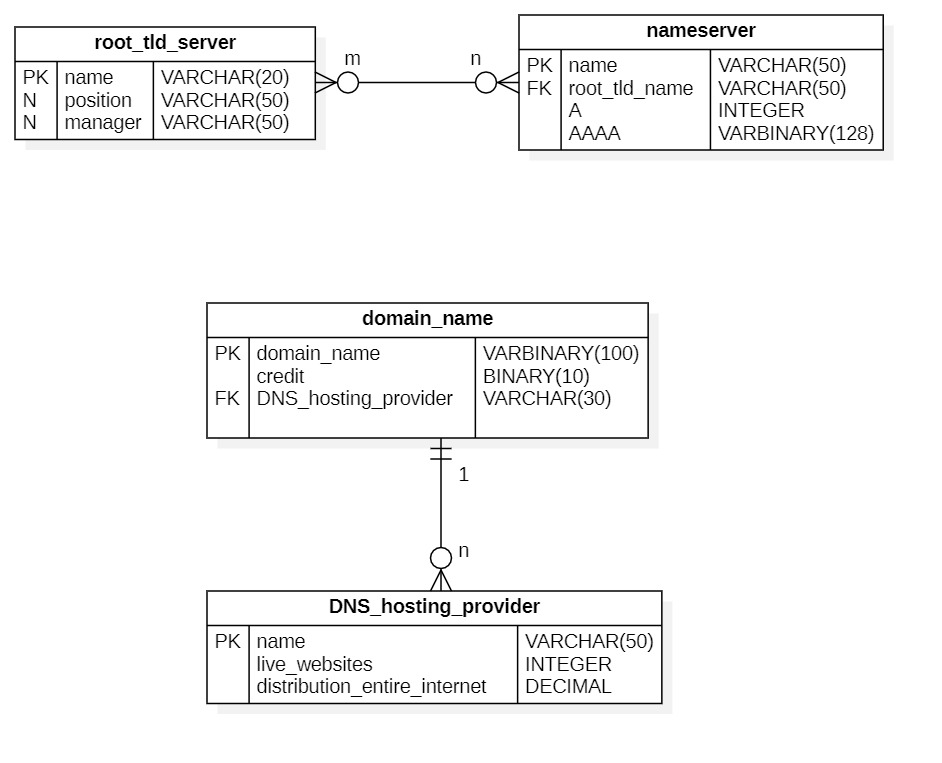 root_tld_server
PK name VARCHAR(20)
N position VARCHAR(50)
N manager VARCHAR(50)
m n
nameserver
PK name VARCHAR(50)
FK root_tld_name VARCHAR(50)
A INTEGER
AAAA VARBINARY(128)
domain_name
PK domain_name VARBINARY(100)
credit BINARY(10)
FK DNS_hosting_provider VARCHAR(30)
1
n
DNS_hosting_provider
PK name VARCHAR(50)
live_websites INTEGER
distribution_entire_internet DECIMAL